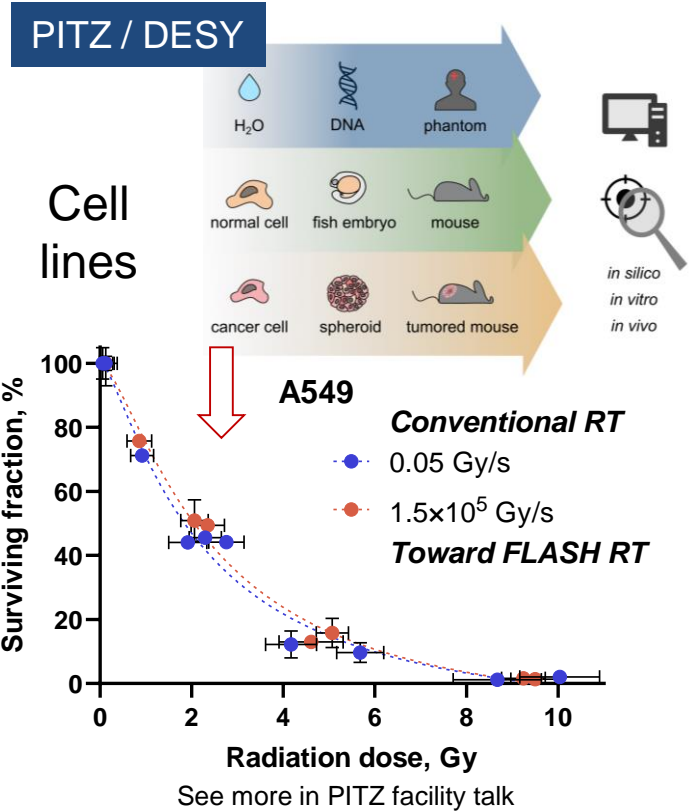 PITZ / DESY
H₂O DNA phantom
Cell
lines
normal cell fish embryo mouse
in silico
in vitro
in vivo
cancer cell spheroid tumored mouse
A549
Conventional RT
0.05 Gy/s
1.5×10⁵ Gy/s
Toward FLASH RT
Surviving fraction, %
100
80
60
40
20
0
0 2 4 6 8 10
Radiation dose, Gy
See more in PITZ facility talk